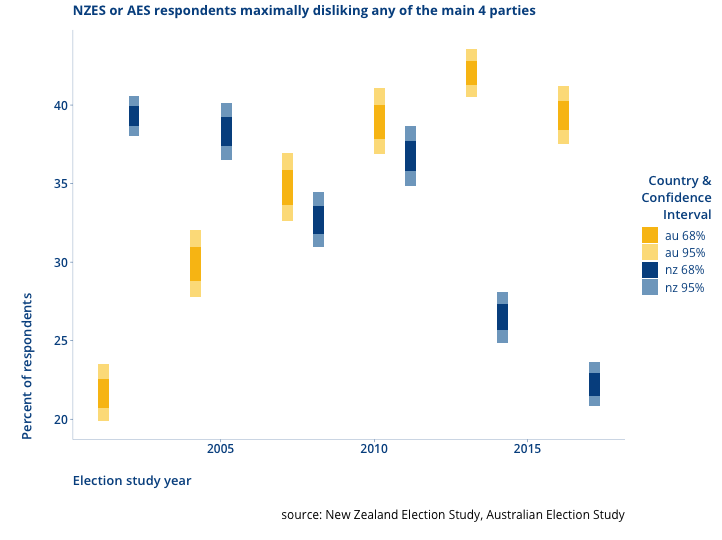 NZES or AES respondents maximally disliking any of the main 4 parties
40
35
30
25
20
Percent of respondents
2005
2010
2015
Election study year
Country &
Confidence
Interval
au 68%
au 95%
nz 68%
nz 95%
source: New Zealand Election Study, Australian Election Study